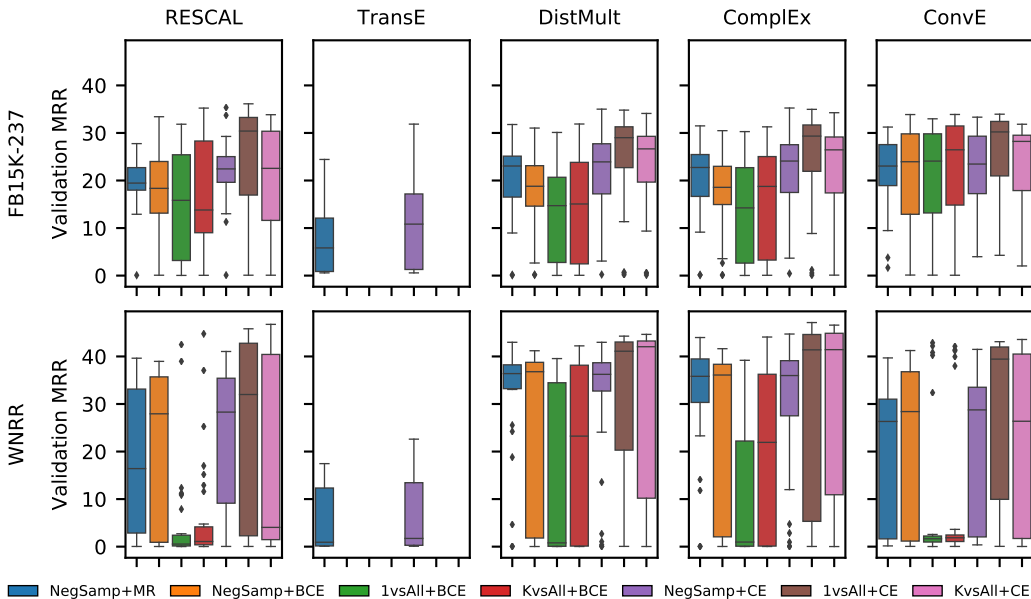 RESCAL TransE DistMult ComplEx ConvE
FB15K-237
Validation MRR
40
30
20
10
0
WNRR
Validation MRR
40
30
20
10
0
NegSamp+MR NegSamp+BCE 1vsAll+BCE KvsAll+BCE NegSamp+CE 1vsAll+CE KvsAll+CE